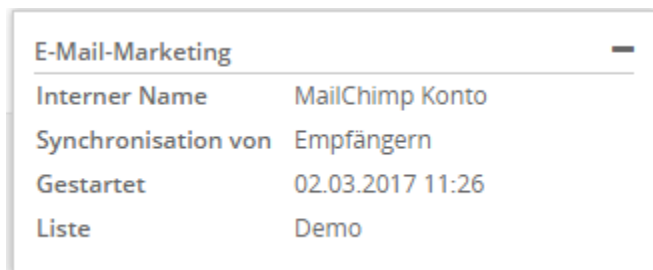 E-Mail-Marketing
Interner Name MailChimp Konto
Synchronisation von Empfängern
Gestartet 02.03.2017 11:26
Liste Demo